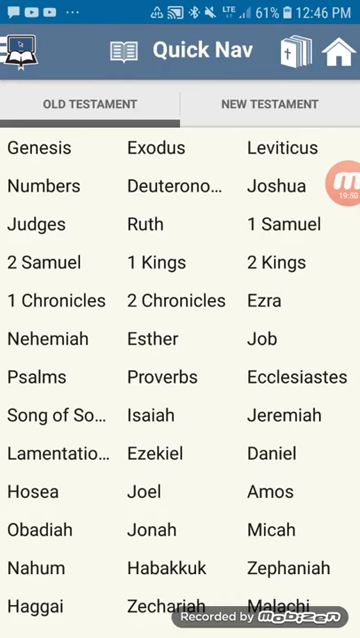 LTE 61% 12:46 PM
Quick Nav
OLD TESTAMENT NEW TESTAMENT
Genesis Exodus Leviticus
Numbers Deuterono... Joshua
19:50
Judges Ruth 1 Samuel
2 Samuel 1 Kings 2 Kings
1 Chronicles 2 Chronicles Ezra
Nehemiah Esther Job
Psalms Proverbs Ecclesiastes
Song of So... Isaiah Jeremiah
Lamentatio... Ezekiel Daniel
Hosea Joel Amos
Obadiah Jonah Micah
Nahum Habakkuk Zephaniah
Haggai Zechariah Malachi
Recorded by mobizen